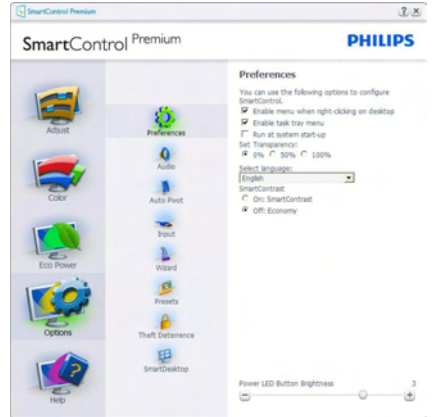 SmartControl Premium
SmartControl Premium
PHILIPS
Adjust
Color
Eco Power
Options
Help
Preferences
Audio
Auto Pivot
Input
Wizard
Presets
Theft Deterrence
SmartDesktop
Preferences
You can use the following options to configure
SmartControl.
Enable menu when right-clicking on desktop
Enable task tray menu
Run at system start-up
Set Transparency:
0% 50% 100%
Select language:
English
SmartContrast
On: SmartContrast
Off: Economy
Power LED Button Brightness 3